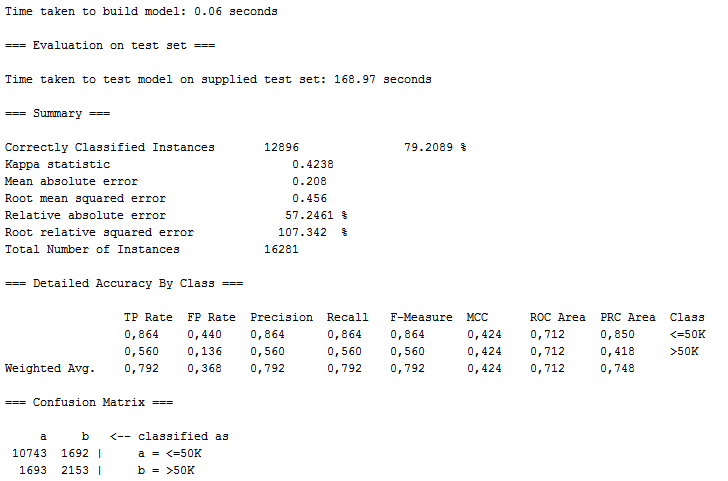 Time taken to build model: 0.06 seconds
=== Evaluation on test set ===
Time taken to test model on supplied test set: 168.97 seconds
=== Summary ===
Correctly Classified Instances 12896 79.2089 %
Kappa statistic 0.4238
Mean absolute error 0.208
Root mean squared error 0.456
Relative absolute error 57.2461 %
Root relative squared error 107.342 %
Total Number of Instances 16281
=== Detailed Accuracy By Class ===
TP Rate FP Rate Precision Recall F-Measure MCC ROC Area PRC Area Class
0,864 0,440 0,864 0,864 0,864 0,424 0,712 0,850 <=50K
0,560 0,136 0,560 0,560 0,560 0,424 0,712 0,418 >50K
Weighted Avg. 0,792 0,368 0,792 0,792 0,792 0,424 0,712 0,748
=== Confusion Matrix ===
a b <-- classified as
10743 1692 | a = <=50K
1693 2153 | b = >50K